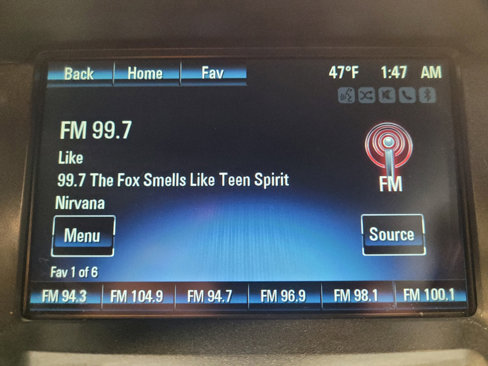 Back Home Fav 47°F 1:47 AM
FM 99.7
Like
99.7 The Fox Smells Like Teen Spirit
Nirvana
FM
Menu Source
Fav 1 of 6
FM 94.3 FM 104.9 FM 94.7 FM 96.9 FM 98.1 FM 100.1